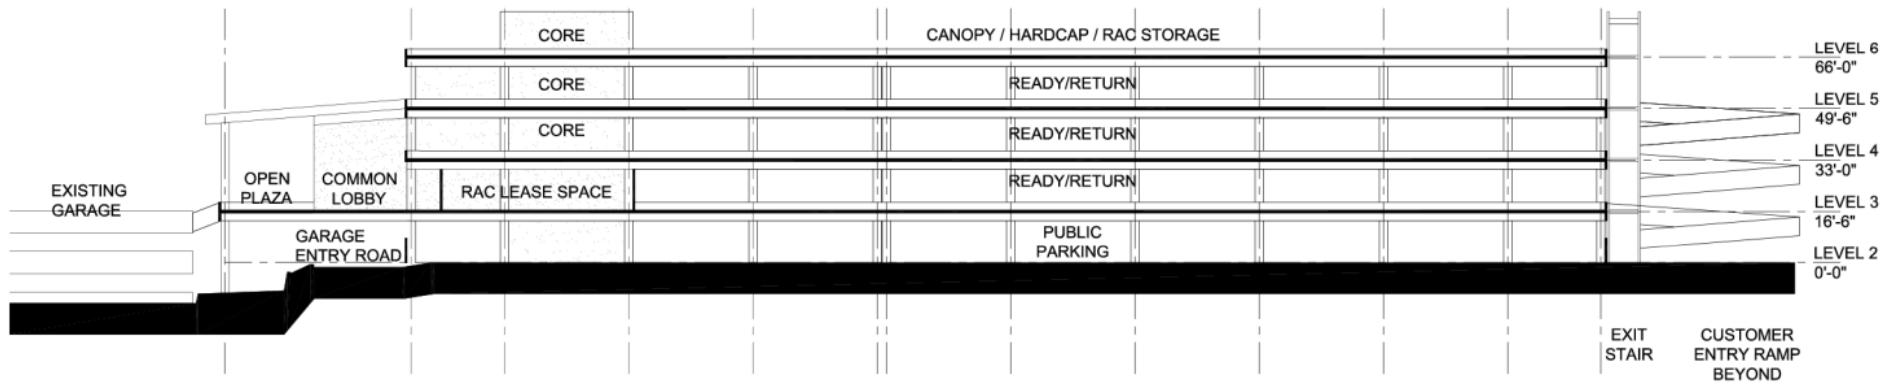 CORE
CANOPY / HARDCAP / RAC STORAGE
LEVEL 6
66'-0"
CORE
READY/RETURN
LEVEL 5
49'-6"
CORE
READY/RETURN
LEVEL 4
33'-0"
EXISTING
GARAGE
OPEN
PLAZA
COMMON
LOBBY
RAC LEASE SPACE
READY/RETURN
LEVEL 3
16'-6"
GARAGE
ENTRY ROAD
PUBLIC
PARKING
LEVEL 2
0'-0"
EXIT
STAIR
CUSTOMER
ENTRY RAMP
BEYOND